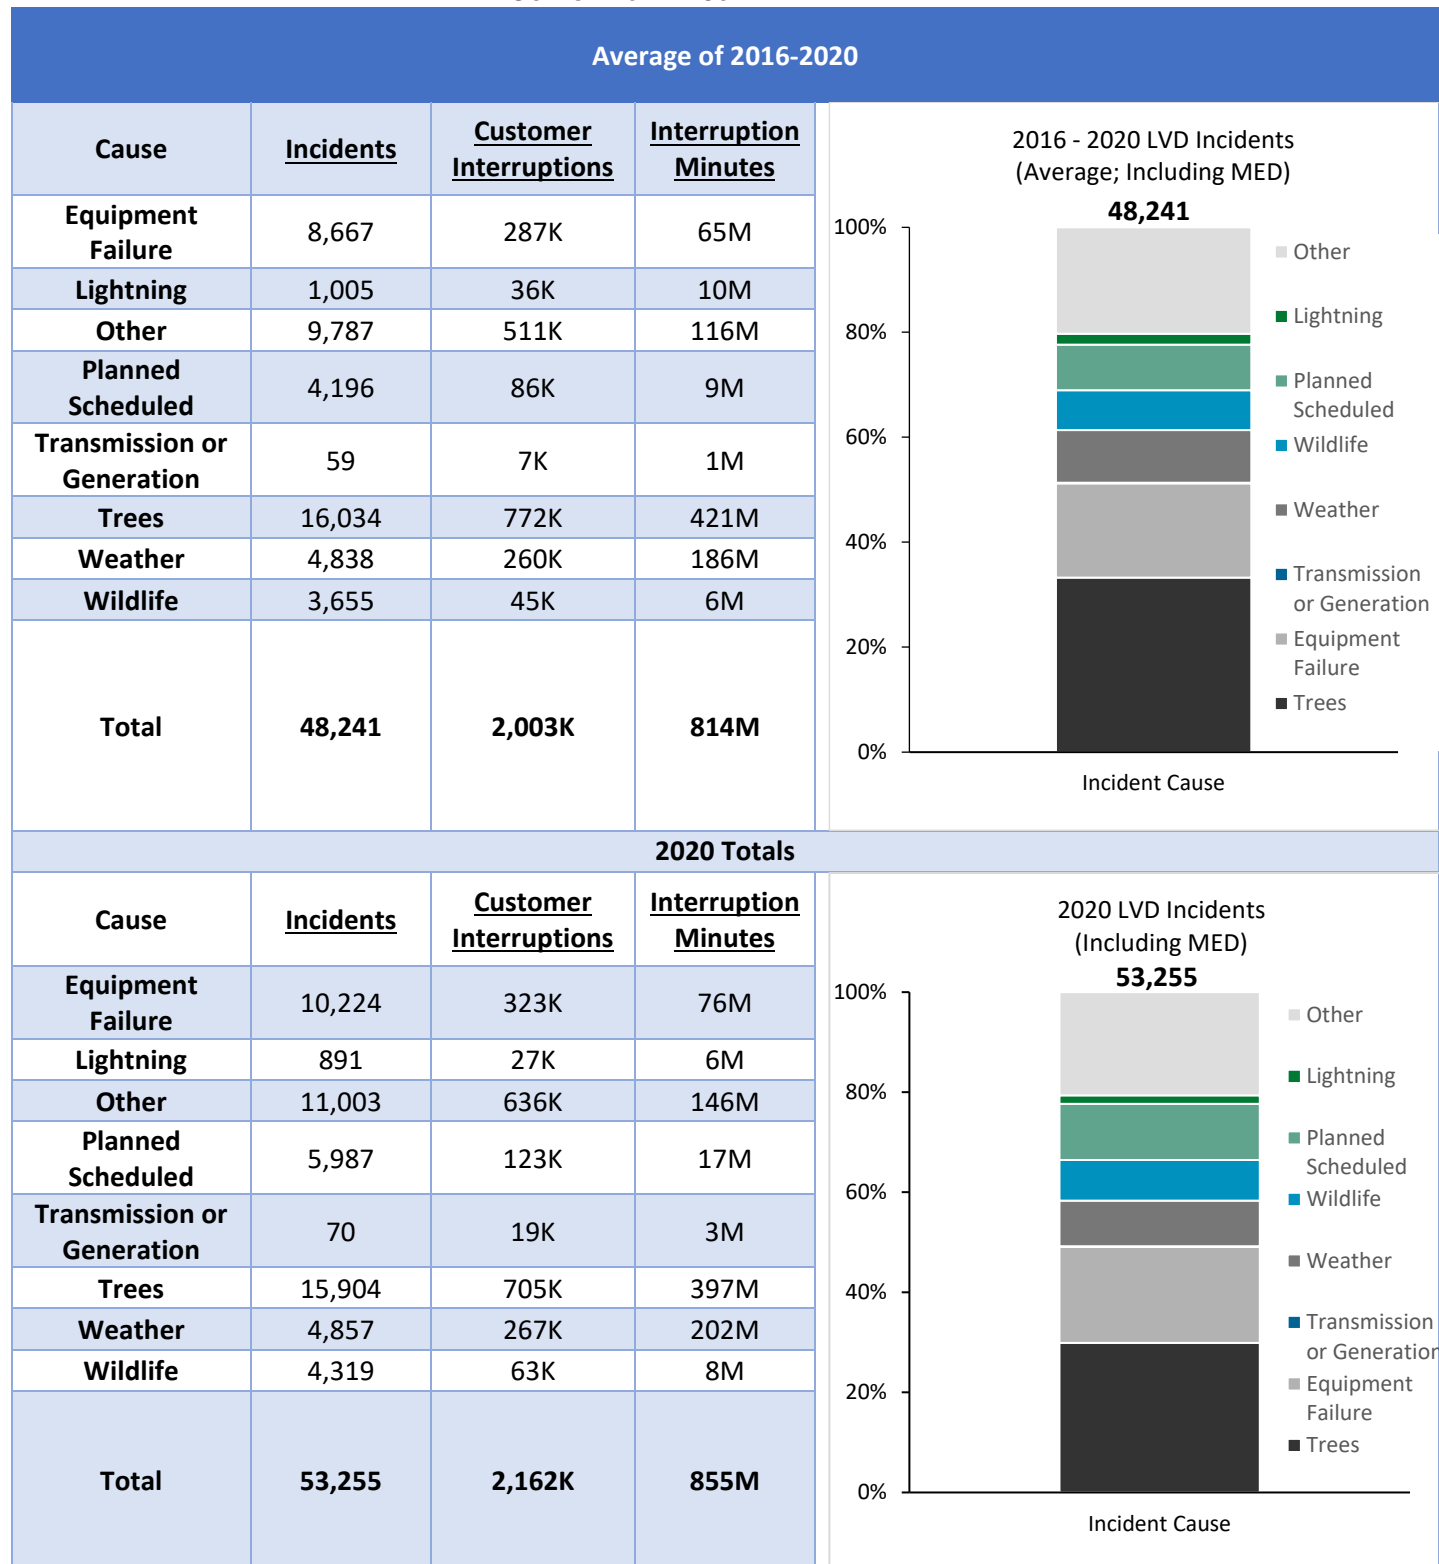 Average of 2016-2020
Cause Incidents Customer Interruptions Interruption Minutes
Equipment Failure 8,667 287K 65M
Lightning 1,005 36K 10M
Other 9,787 511K 116M
Planned Scheduled 4,196 86K 9M
Transmission or Generation 59 7K 1M
Trees 16,034 772K 421M
Weather 4,838 260K 186M
Wildlife 3,655 45K 6M
Total 48,241 2,003K 814M
2016 - 2020 LVD Incidents
(Average; Including MED)
48,241
100%
80%
60%
40%
20%
0%
Incident Cause
Other
Lightning
Planned
Scheduled
Wildlife
Weather
Transmission
or Generation
Equipment
Failure
Trees
2020 Totals
Cause Incidents Customer Interruptions Interruption Minutes
Equipment Failure 10,224 323K 76M
Lightning 891 27K 6M
Other 11,003 636K 146M
Planned Scheduled 5,987 123K 17M
Transmission or Generation 70 19K 3M
Trees 15,904 705K 397M
Weather 4,857 267K 202M
Wildlife 4,319 63K 8M
Total 53,255 2,162K 855M
2020 LVD Incidents
(Including MED)
53,255
100%
80%
60%
40%
20%
0%
Incident Cause
Other
Lightning
Planned
Scheduled
Wildlife
Weather
Transmission
or Generation
Equipment
Failure
Trees